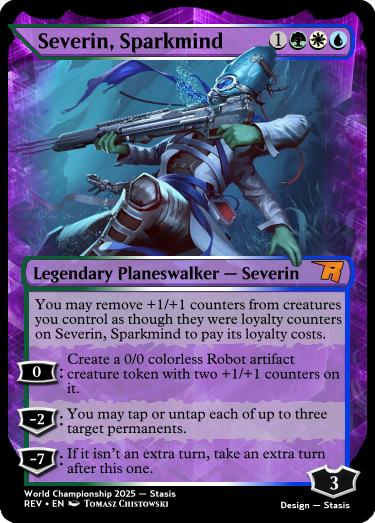 Severin, Sparkmind
1
Legendary Planeswalker — Severin
R
You may remove +1/+1 counters from creatures
you control as though they were loyalty counters
on Severin, Sparkmind to pay its loyalty costs.
0: Create a 0/0 colorless Robot artifact
creature token with two +1/+1 counters on
it.
-2: You may tap or untap each of up to three
target permanents.
-7: If it isn't an extra turn, take an extra turn
after this one.
3
World Championship 2025 — Stasis
REV • EN Tomasz Chistowski
Design — Stasis